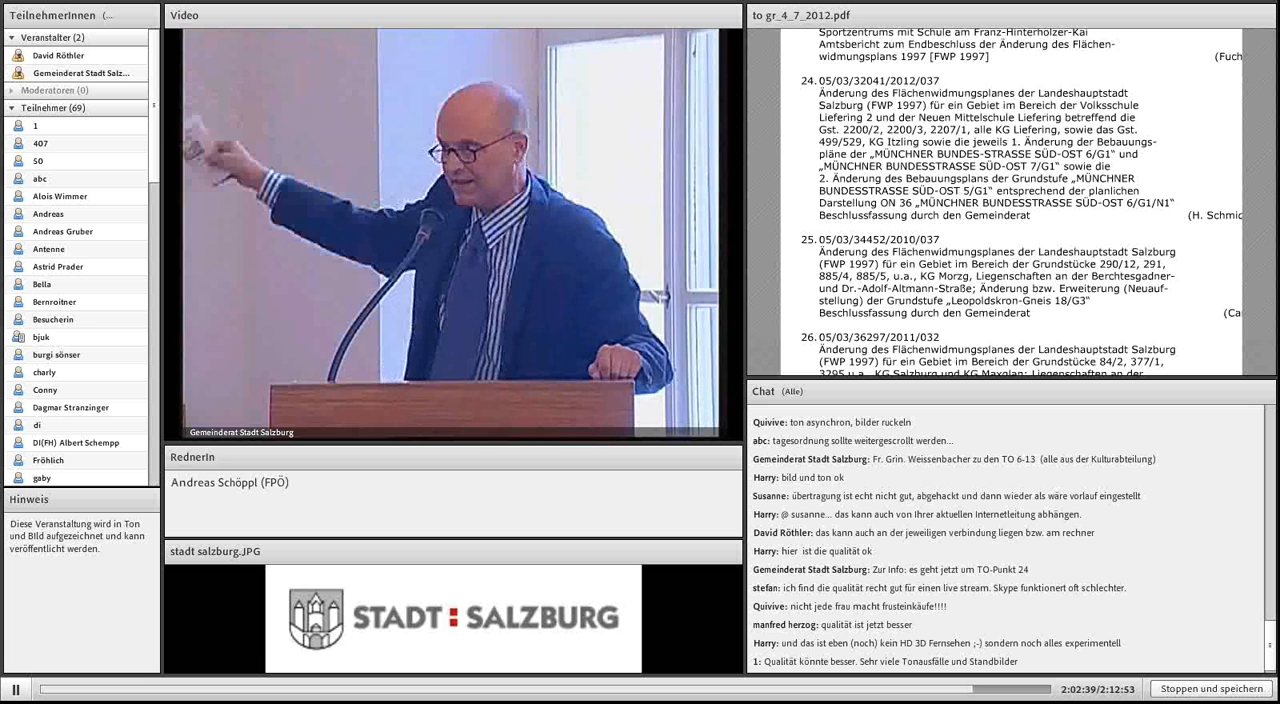 TeilnehmerInnen (...
Veranstalter (2)
David Röthler
Gemeinderat Stadt Salz...
Moderatoren (0)
Teilnehmer (69)
1
407
50
abc
Alois Wimmer
Andreas
Andreas Gruber
Antenne
Astrid Prader
Bella
Bernroitner
Besucherin
bjuk
burgi sönser
charly
Conny
Dagmar Stranzinger
di
DI(FH) Albert Schempp
Fröhlich
gaby
Hinweis
Diese Veranstaltung wird in Ton
und BIld aufgezeichnet und kann
veröffentlicht werden.
Video
Gemeinderat Stadt Salzburg
RednerIn
Andreas Schöppl (FPÖ)
stadt salzburg.JPG
STADT : SALZBURG
to gr_4_7_2012.pdf
Sportzentrums mit Schule am Franz-Hinterholzer-Kai
Amtsbericht zum Endbeschluss der Änderung des Flächen-
widmungsplans 1997 [FWP 1997] (Fuch
24. 05/03/32041/2012/037
Änderung des Flächenwidmungsplanes der Landeshauptstadt
Salzburg (FWP 1997) für ein Gebiet im Bereich der Volksschule
Liefering 2 und der Neuen Mittelschule Liefering betreffend die
Gst. 2200/2, 2200/3, 2207/1, alle KG Liefering, sowie das Gst.
499/529, KG Itzling sowie die jeweils 1. Änderung der Bebauungs-
pläne der „MÜNCHNER BUNDES-STRASSE SÜD-OST 6/G1“ und
„MÜNCHNER BUNDESSTRASSE SÜD-OST 7/G1“ sowie die
2. Änderung des Bebauungsplans der Grundstufe „MÜNCHNER
BUNDESSTRASSE SÜD-OST 5/G1“ entsprechend der planlichen
Darstellung ON 36 „MÜNCHNER BUNDESSTRASSE SÜD-OST 6/G1/N1“
Beschlussfassung durch den Gemeinderat (H. Schmid
25. 05/03/34452/2010/037
Änderung des Flächenwidmungsplanes der Landeshauptstadt Salzburg
(FWP 1997) für ein Gebiet im Bereich der Grundstücke 290/12, 291,
885/4, 885/5, u.a., KG Morzg, Liegenschaften an der Berchtesgadner-
und Dr.-Adolf-Altmann-Straße; Änderung bzw. Erweiterung (Neuauf-
stellung) der Grundstufe „Leopoldskron-Gneis 18/G3“
Beschlussfassung durch den Gemeinderat (Ca
26. 05/03/36297/2011/032
Änderung des Flächenwidmungsplanes der Landeshauptstadt Salzburg
(FWP 1997) für ein Gebiet im Bereich der Grundstücke 84/2, 377/1,
3295 u.a., KG Salzburg und KG Maxglan; Liegenschaften an der
Chat (Alle)
Quivive: ton asynchron, bilder ruckeln
abc: tagesordnung sollte weitergescrollt werden...
Gemeinderat Stadt Salzburg: Fr. Grin. Weissenbacher zu den TO 6-13 (alle aus der Kulturabteilung)
Harry: bild und ton ok
Susanne: übertragung ist echt nicht gut, abgehackt und dann wieder als wäre vorlauf eingestellt
Harry: @ susanne... das kann auch von Ihrer aktuellen Internetleitung abhängen.
David Röthler: das kann auch an der jeweiligen verbindung liegen bzw. am rechner
Harry: hier ist die qualität ok
Gemeinderat Stadt Salzburg: Zur Info: es geht jetzt um TO-Punkt 24
stefan: ich find die qualität recht gut für einen live stream. Skype funktioniert oft schlechter.
Quivive: nicht jede frau macht frusteinkäufe!!!!
manfred herzog: qualität ist jetzt besser
Harry: und das ist eben (noch) kein HD 3D Fernsehen ;-) sondern noch alles experimentell
1: Qualität könnte besser. Sehr viele Tonausfälle und Standbilder
2:02:39/2:12:53
Stoppen und speichern